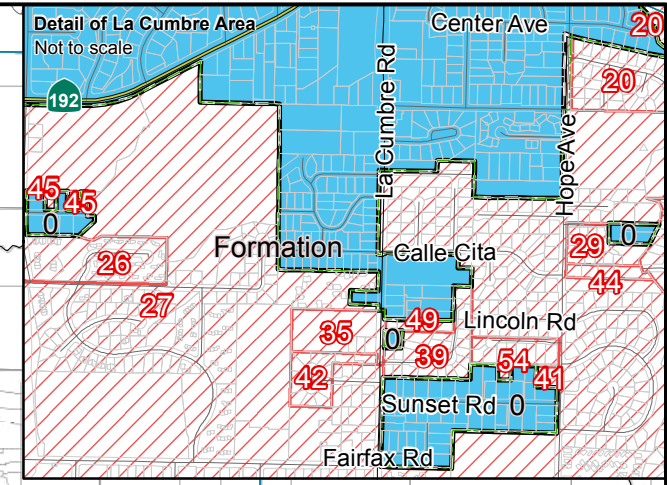 Detail of La Cumbre Area
Not to scale
Center Ave
20
20
192
La Cumbre Rd
Hope Ave
45
45
0
Formation
Calle Cita
29
0
26
44
27
35
49
Lincoln Rd
0
39
54
42
41
Sunset Rd
0
Fairfax Rd